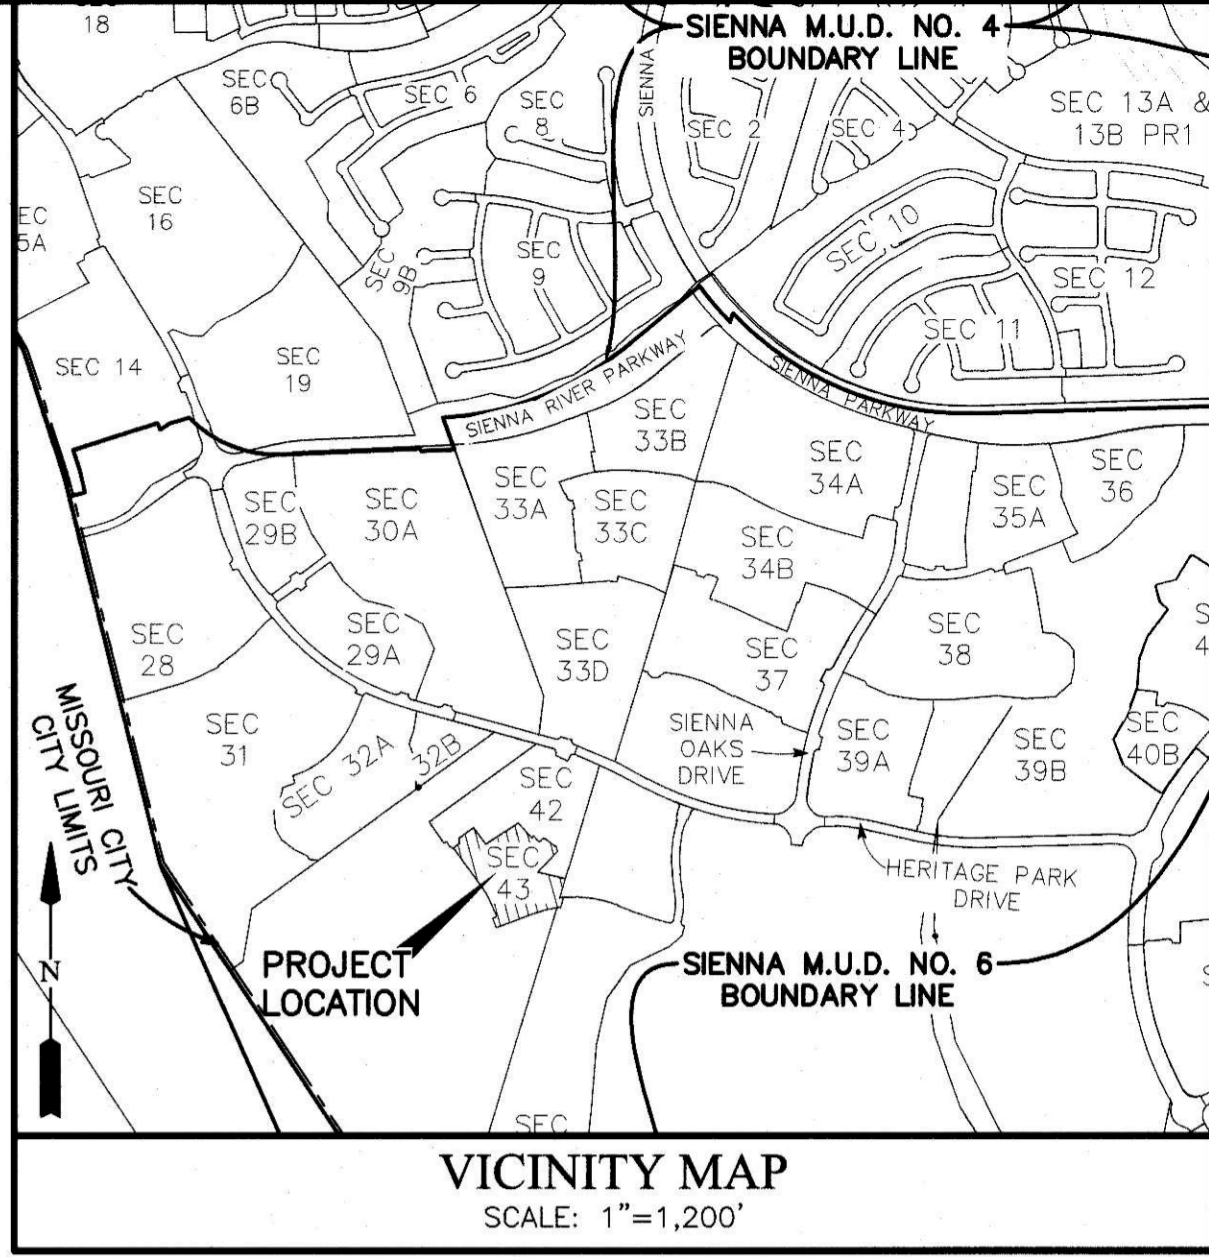 18
SIENNA M.U.D. NO. 4
BOUNDARY LINE
SIENNA
SEC
6B
SEC 6
SEC
8
SEC 2
SEC 4
SEC 13A &
13B PR1
SEC
16
EC
5A
SEC
9B
SEC
9
SEC 10
SEC 12
SEC 11
SEC 14
SEC
19
SIENNA RIVER PARKWAY
SIENNA PARKWAY
SEC
33B
SEC
34A
SEC
36
SEC
29B
SEC
30A
SEC
33A
SEC
33C
SEC
35A
SEC
34B
SEC
28
SEC
29A
SEC
33D
SEC
37
SEC
38
S
4
MISSOURI CITY
CITY LIMITS
SEC
31
SEC 32A
32B
SIENNA
OAKS
DRIVE
SEC
39A
SEC
39B
SEC
40B
SEC
42
SEC
43
HERITAGE PARK
DRIVE
N
PROJECT
LOCATION
SIENNA M.U.D. NO. 6
BOUNDARY LINE
SEC
VICINITY MAP
SCALE: 1"=1,200'